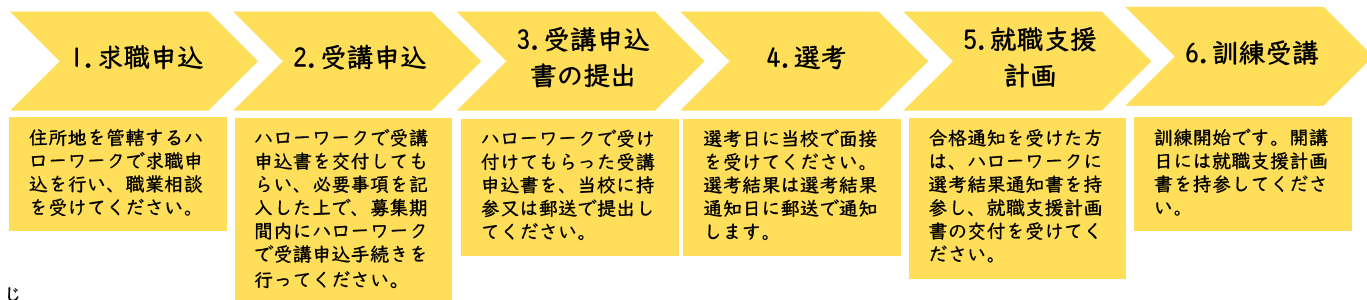 1.求職申込
住所地を管轄するハ
ローワークで求職申
込を行い、職業相談
を受けてください。
2.受講申込
ハローワークで受講
申込書を交付しても
らい、必要事項を記
入した上で、募集期
間内にハローワーク
で受講申込手続きを
行ってください。
3.受講申込
書の提出
ハローワークで受け
付けてもらった受講
申込書を、当校に持
参又は郵送で提出し
てください。
4.選考
選考日に当校で面接
を受けてください。
選考結果は選考結果
通知日に郵送で通知
します。
5.就職支援
計画
合格通知を受けた方
は、ハローワークに
選考結果通知書を持
参し、就職支援計画
書の交付を受けてく
ださい。
6.訓練受講
訓練開始です。開講
日には就職支援計画
書を持参してくださ
い。
じ